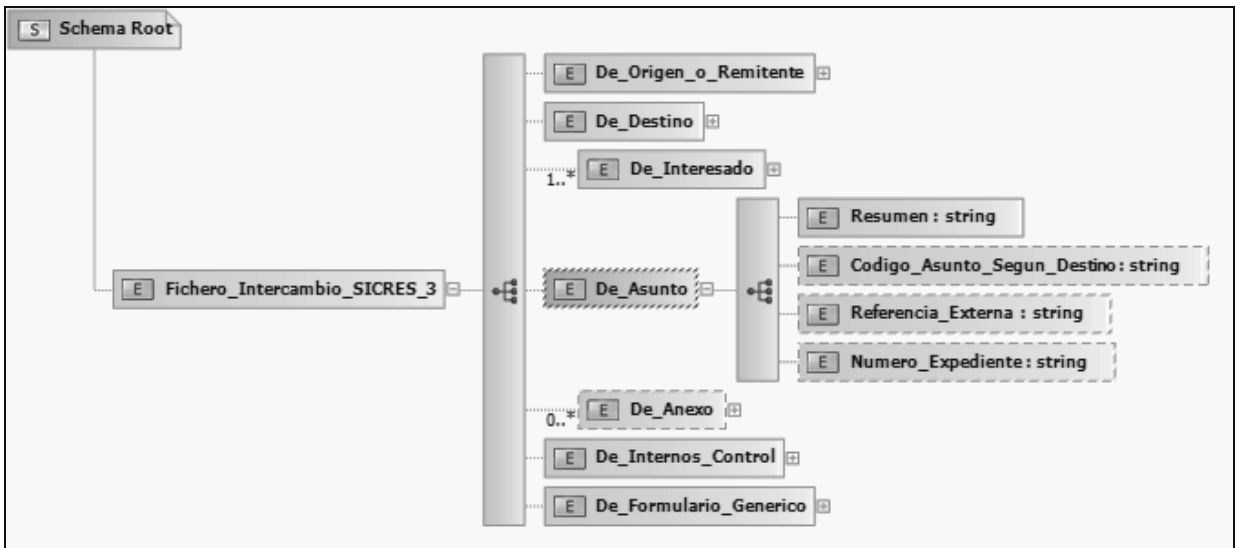 S Schema Root
E De_Origen_o_Remitente
E De_Destino
1..* E De_Interesado
E Resumen : string
E Codigo_Asunto_Segun_Destino: string
E Fichero_Intercambio_SICRES_3
E De_Asunto
E Referencia_Externa : string
E Numero_Expediente: string
0..* E De_Anexo
E De_Internos_Control
E De_Formulario_Generico